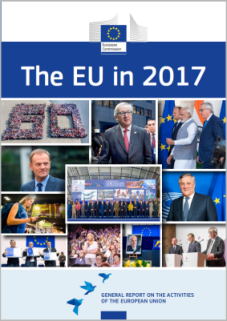 European
Commission
The EU in 2017
60
GENERAL REPORT ON THE ACTIVITIES
OF THE EUROPEAN UNION